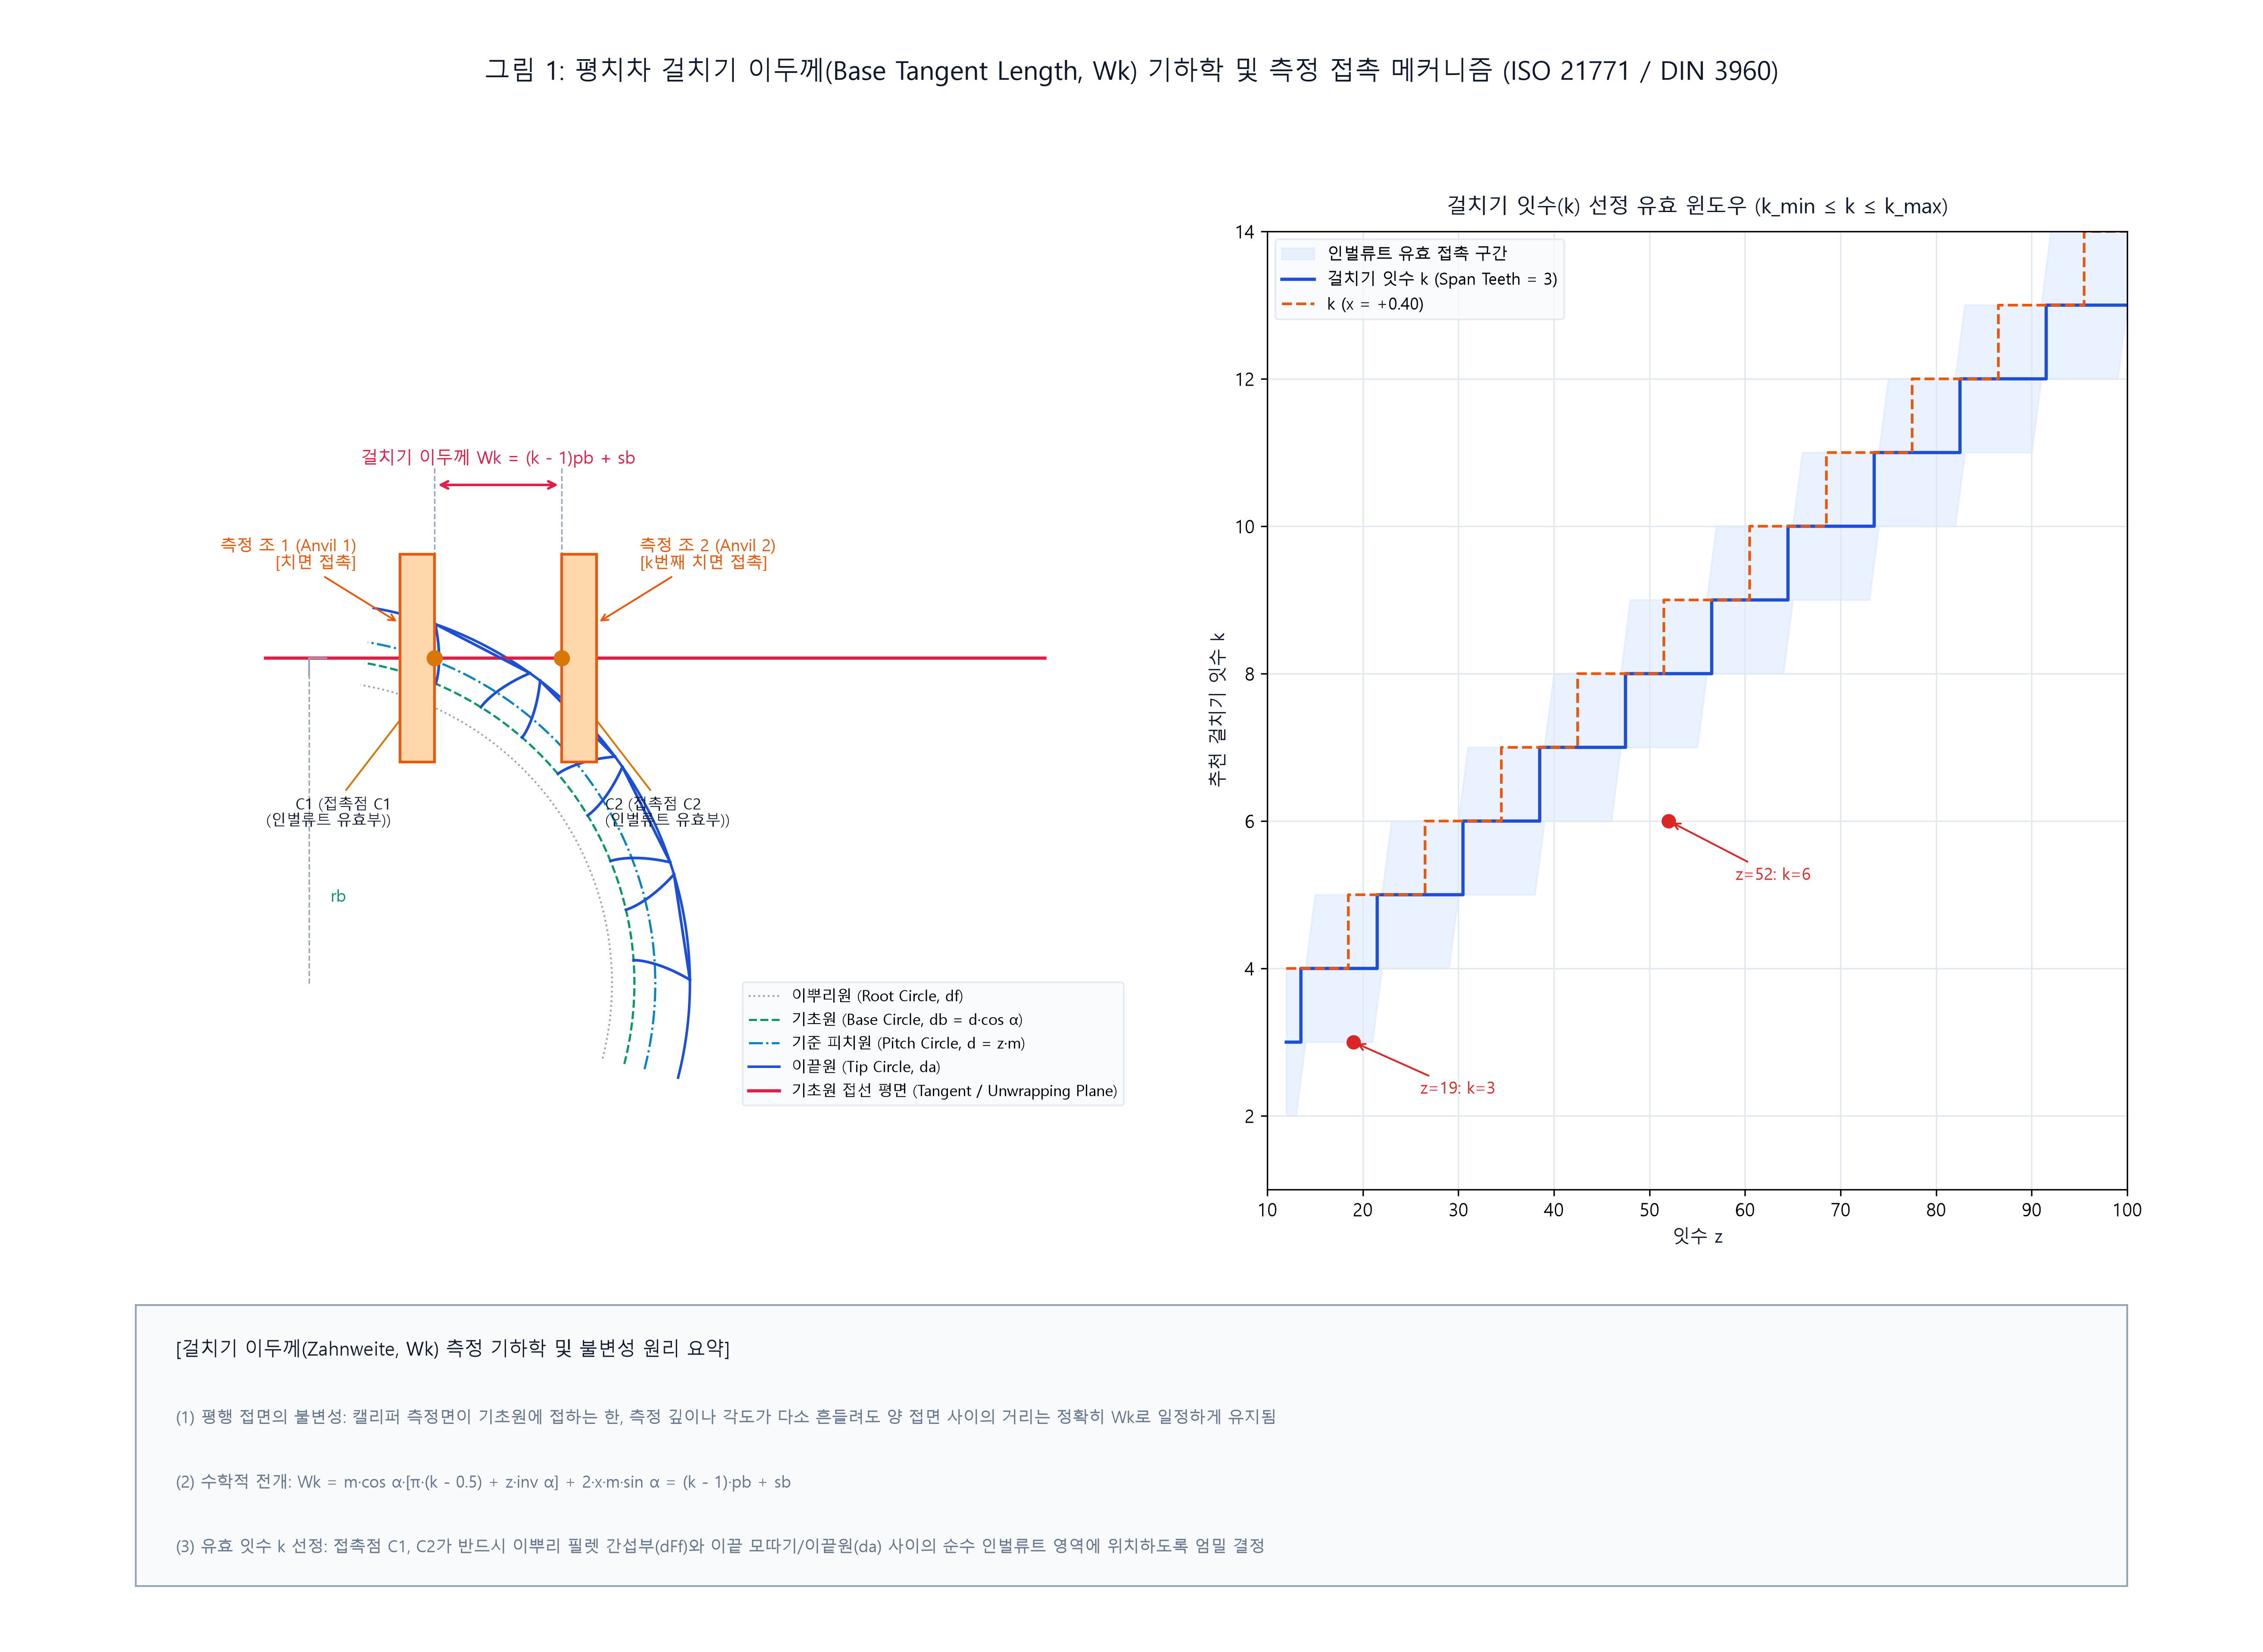 그림 1: 평치차 걸치기 이두께(Base Tangent Length, Wk) 기하학 및 측정 접촉 메커니즘 (ISO 21771 / DIN 3960)
걸치기 이두께 Wk = (k - 1)pb + sb
측정 조 1 (Anvil 1)
[치면 접촉]
측정 조 2 (Anvil 2)
[k번째 치면 접촉]
C1 (접촉점 C1
(인벌류트 유효부))
C2 (접촉점 C2
(인벌류트 유효부))
rb
이뿌리원 (Root Circle, df)
기초원 (Base Circle, db = d·cos α)
기준 피치원 (Pitch Circle, d = z·m)
이끝원 (Tip Circle, da)
기초원 접선 평면 (Tangent / Unwrapping Plane)
걸치기 잇수(k) 선정 유효 윈도우 (k_min ≤ k ≤ k_max)
인벌류트 유효 접촉 구간
걸치기 잇수 k (Span Teeth = 3)
k (x = +0.40)
14
12
10
8
6
4
2
추천 걸치기 잇수 k
z=52: k=6
z=19: k=3
10 20 30 40 50 60 70 80 90 100
잇수 z
[걸치기 이두께(Zahnweite, Wk) 측정 기하학 및 불변성 원리 요약]
(1) 평행 접면의 불변성: 캘리퍼 측정면이 기초원에 접하는 한, 측정 깊이나 각도가 다소 흔들려도 양 접면 사이의 거리는 정확히 Wk로 일정하게 유지됨
(2) 수학적 전개: Wk = m·cos α·[π·(k - 0.5) + z·inv α] + 2·x·m·sin α = (k - 1)·pb + sb
(3) 유효 잇수 k 선정: 접촉점 C1, C2가 반드시 이뿌리 필렛 간섭부(dFf)와 이끝 모따기/이끝원(da) 사이의 순수 인벌류트 영역에 위치하도록 엄밀 결정